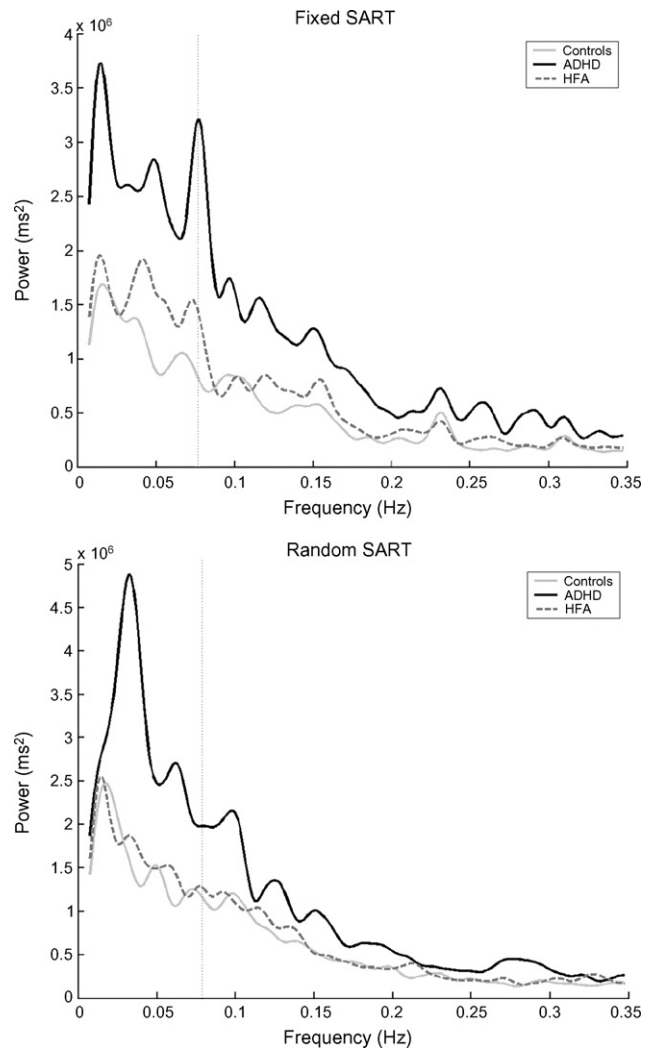 Fixed SART
x 10⁶
4
3.5
3
2.5
2
1.5
1
0.5
0
Power (ms²)
Controls
ADHD
HFA
0 0.05 0.1 0.15 0.2 0.25 0.3 0.35
Frequency (Hz)
Random SART
x 10⁶
5
4.5
4
3.5
3
2.5
2
1.5
1
0.5
0
Power (ms²)
Controls
ADHD
HFA
0 0.05 0.1 0.15 0.2 0.25 0.3 0.35
Frequency (Hz)